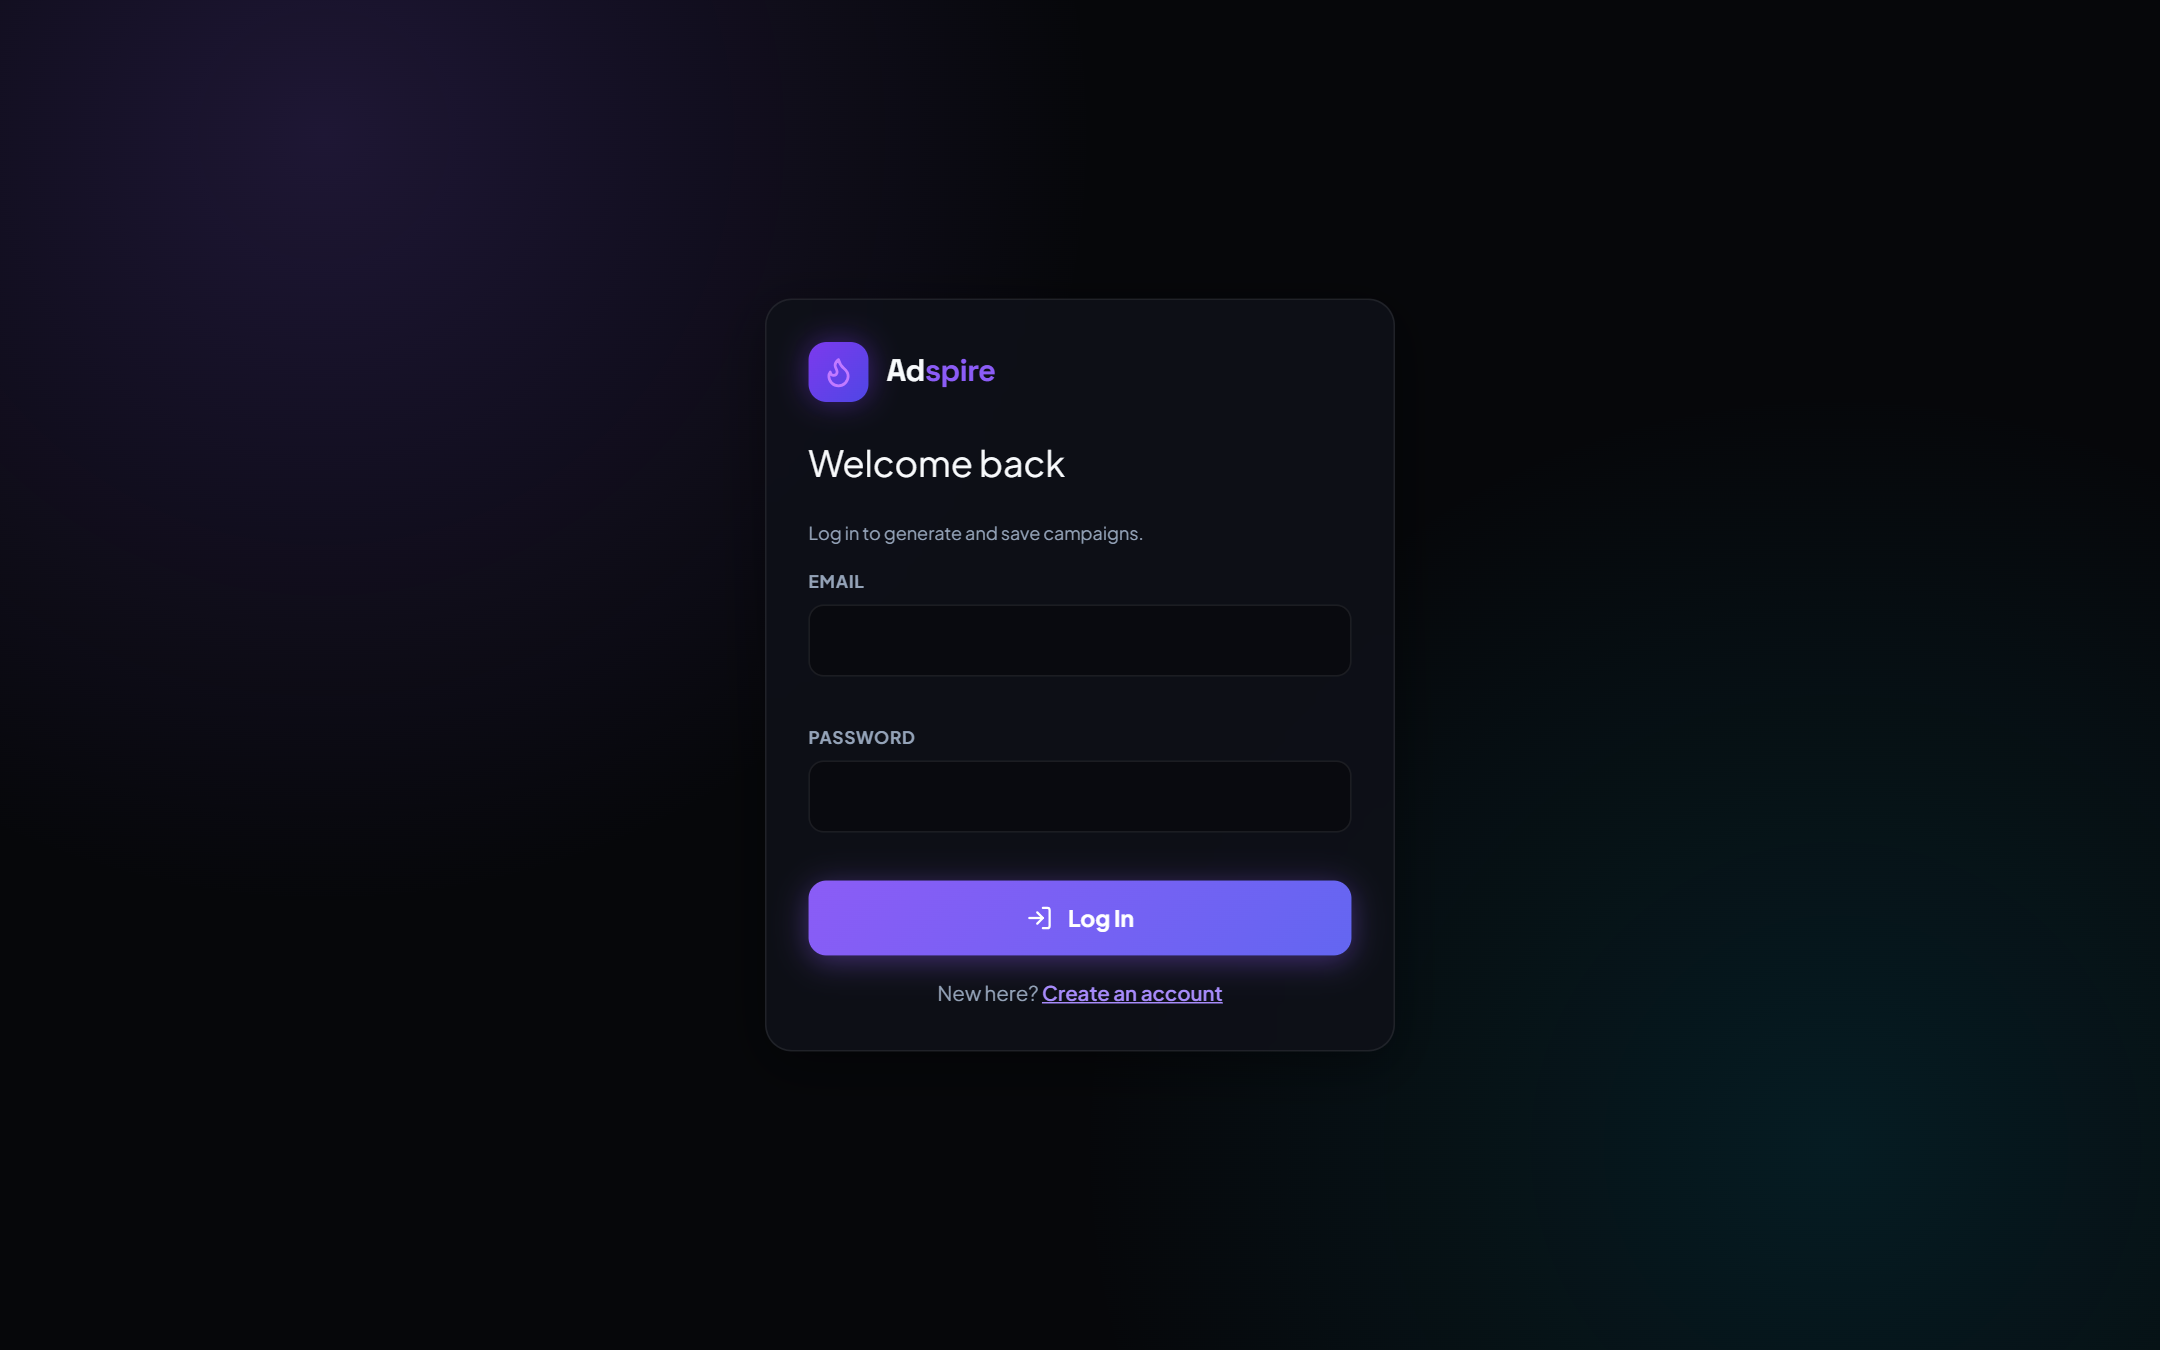 Adspire
Welcome back
Log in to generate and save campaigns.
EMAIL
PASSWORD
Log In
New here? Create an account